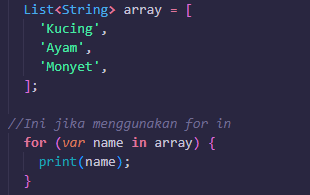 List<String> array = [
'Kucing',
'Ayam',
'Monyet',
];
//Ini jika menggunakan for in
for (var name in array) {
print(name);
}